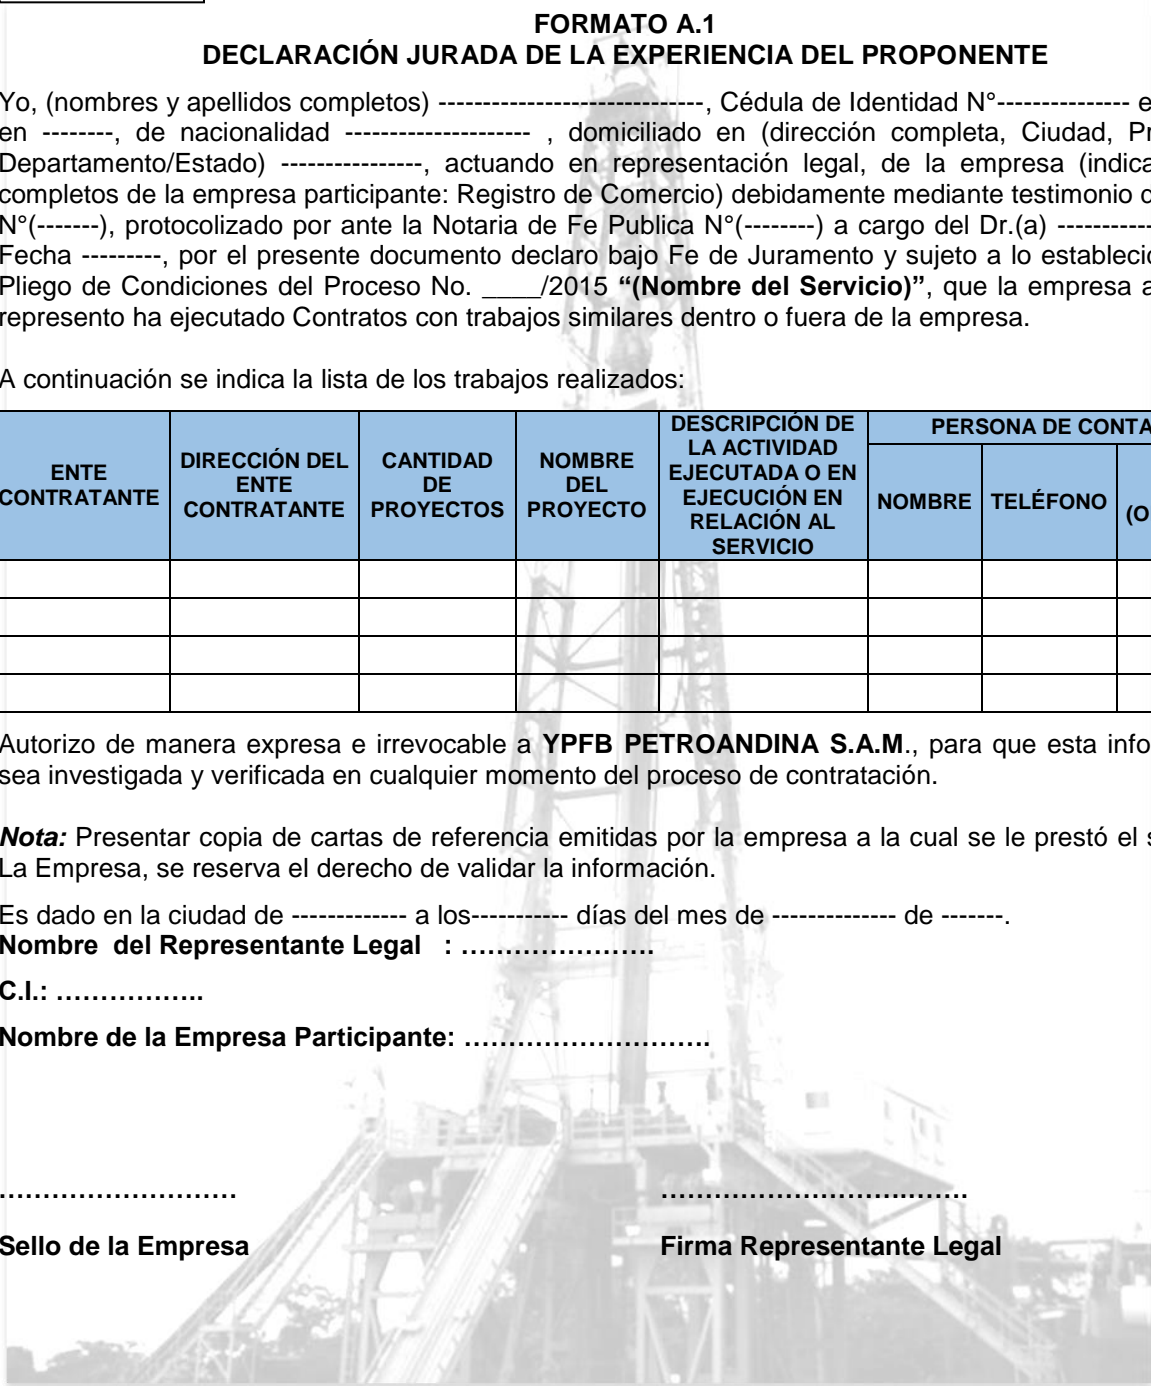 FORMATO A.1
DECLARACIÓN JURADA DE LA EXPERIENCIA DEL PROPONENTE
Yo, (nombres y apellidos completos) ------------------------------, Cédula de Identidad N°---------------
en --------, de nacionalidad --------------------- , domiciliado en (dirección completa, Ciudad,
Departamento/Estado) ----------------, actuando en representación legal, de la empresa
completos de la empresa participante: Registro de Comercio) debidamente mediante testimonio
N°(-------), protocolizado por ante la Notaria de Fe Publica N°(--------) a cargo del Dr.(a) -----------
Fecha ---------, por el presente documento declaro bajo Fe de Juramento y sujeto a lo
Pliego de Condiciones del Proceso No. ____/2015 “(Nombre del Servicio)”, que la empresa
represento ha ejecutado Contratos con trabajos similares dentro o fuera de la empresa.
A continuación se indica la lista de los trabajos realizados:
ENTE CONTRATANTE
DIRECCIÓN DEL ENTE CONTRATANTE
CANTIDAD DE PROYECTOS
NOMBRE DEL PROYECTO
DESCRIPCIÓN DE LA ACTIVIDAD EJECUTADA O EN EJECUCIÓN EN RELACIÓN AL SERVICIO
PERSONA DE
NOMBRE
TELÉFONO
Autorizo de manera expresa e irrevocable a YPFB PETROANDINA S.A.M., para que esta
sea investigada y verificada en cualquier momento del proceso de contratación.
Nota: Presentar copia de cartas de referencia emitidas por la empresa a la cual se le prestó el
La Empresa, se reserva el derecho de validar la información.
Es dado en la ciudad de ------------- a los----------- días del mes de -------------- de -------.
Nombre del Representante Legal : ………………….
C.I.: ……………..
Nombre de la Empresa Participante: ……………………….
………………………
……………………….…….
Sello de la Empresa
Firma Representante Legal